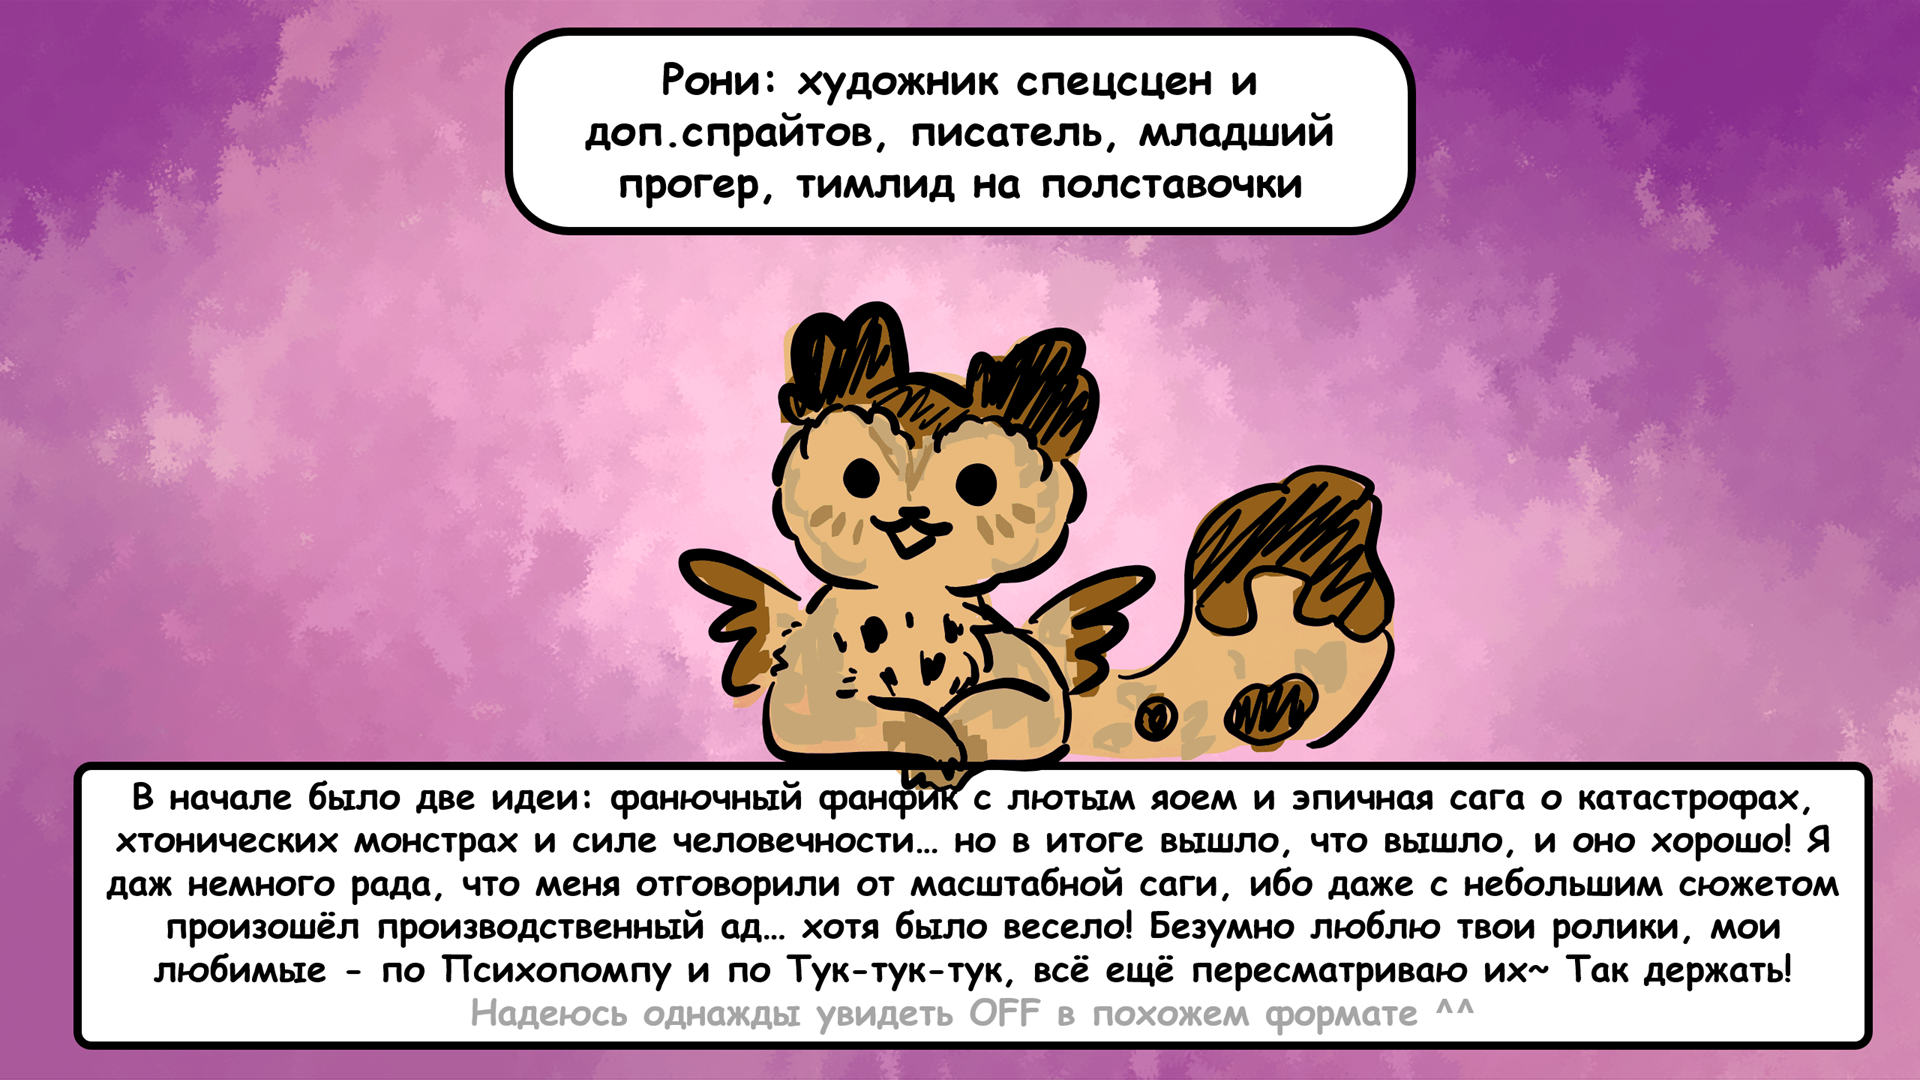 Рони: художник спецсцен и
доп.спрайтов, писатель, младший
прогер, тимлид на полставочки
В начале было две идеи: фанючный фанфик с лютым яоем и эпичная сага о катастрофах,
хтонических монстрах и силе человечности... но в итоге вышло, что вышло, и оно хорошо! Я
даж немного рада, что меня отговорили от масштабной саги, ибо даже с небольшим сюжетом
произошёл производственный ад... хотя было весело! Безумно люблю твои ролики, мои
любимые - по Психопомпу и по Тук-тук-тук, всё ещё пересматриваю их~ Так держать!
Надеюсь однажды увидеть OFF в похожем формате ^^